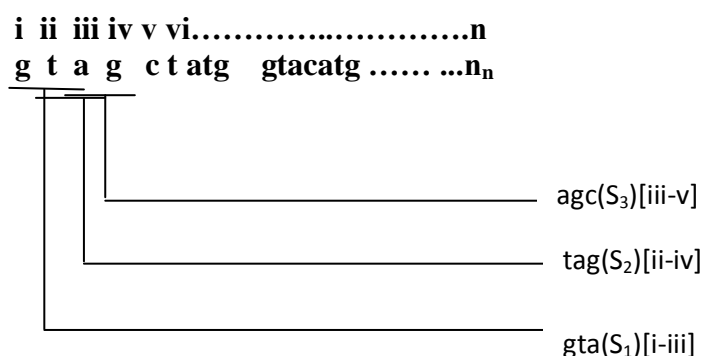 i ii iii iv v vi…………..………….n
g t a g c t atg gtacatg …… ...nₙ
agc(S₃)[iii-v]
tag(S₂)[ii-iv]
gta(S₁)[i-iii]